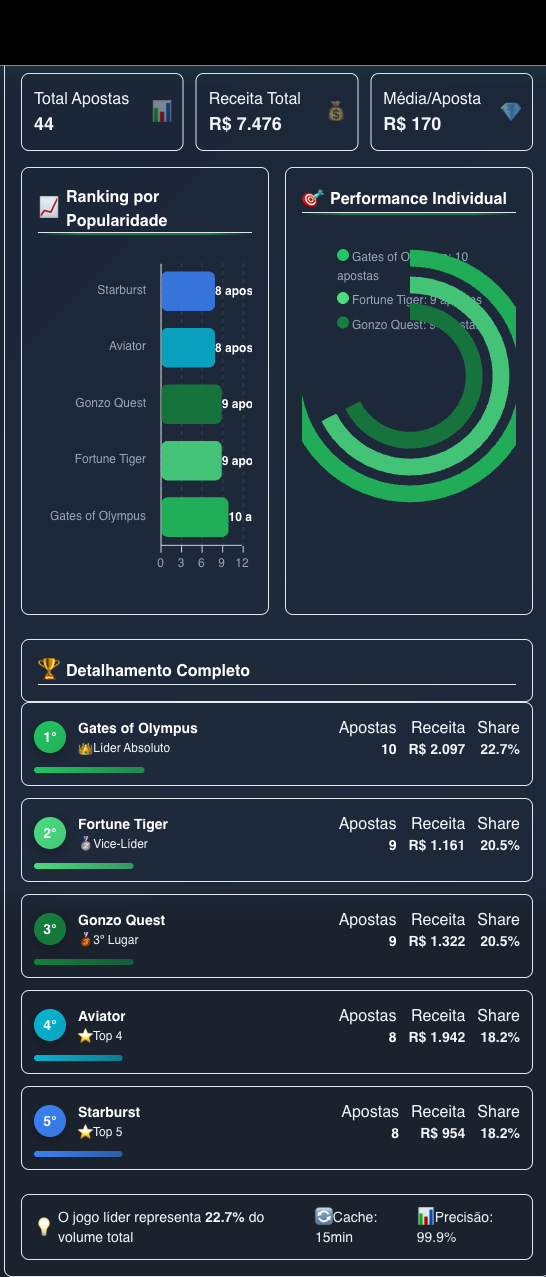 Total Apostas
44
Receita Total
R$ 7.476
Média/Aposta
R$ 170
Ranking por
Popularidade
Starburst
8 apos
Aviator
8 apos
Gonzo Quest
9 apo
Fortune Tiger
9 apo
Gates of Olympus
10 a
0 3 6 9 12
Performance Individual
Gates of : 10
apostas
Fortune Tiger: 9 apostas
Gonzo Quest: 9 apostas
Detalhamento Completo
1°
Gates of Olympus
Líder Absoluto
Apostas Receita Share
10 R$ 2.097 22.7%
2°
Fortune Tiger
Vice-Líder
Apostas Receita Share
9 R$ 1.161 20.5%
3°
Gonzo Quest
3º Lugar
Apostas Receita Share
9 R$ 1.322 20.5%
4°
Aviator
Top 4
Apostas Receita Share
8 R$ 1.942 18.2%
5°
Starburst
Top 5
Apostas Receita Share
8 R$ 954 18.2%
O jogo líder representa 22.7% do
volume total
Cache:
15min
Precisão:
99.9%